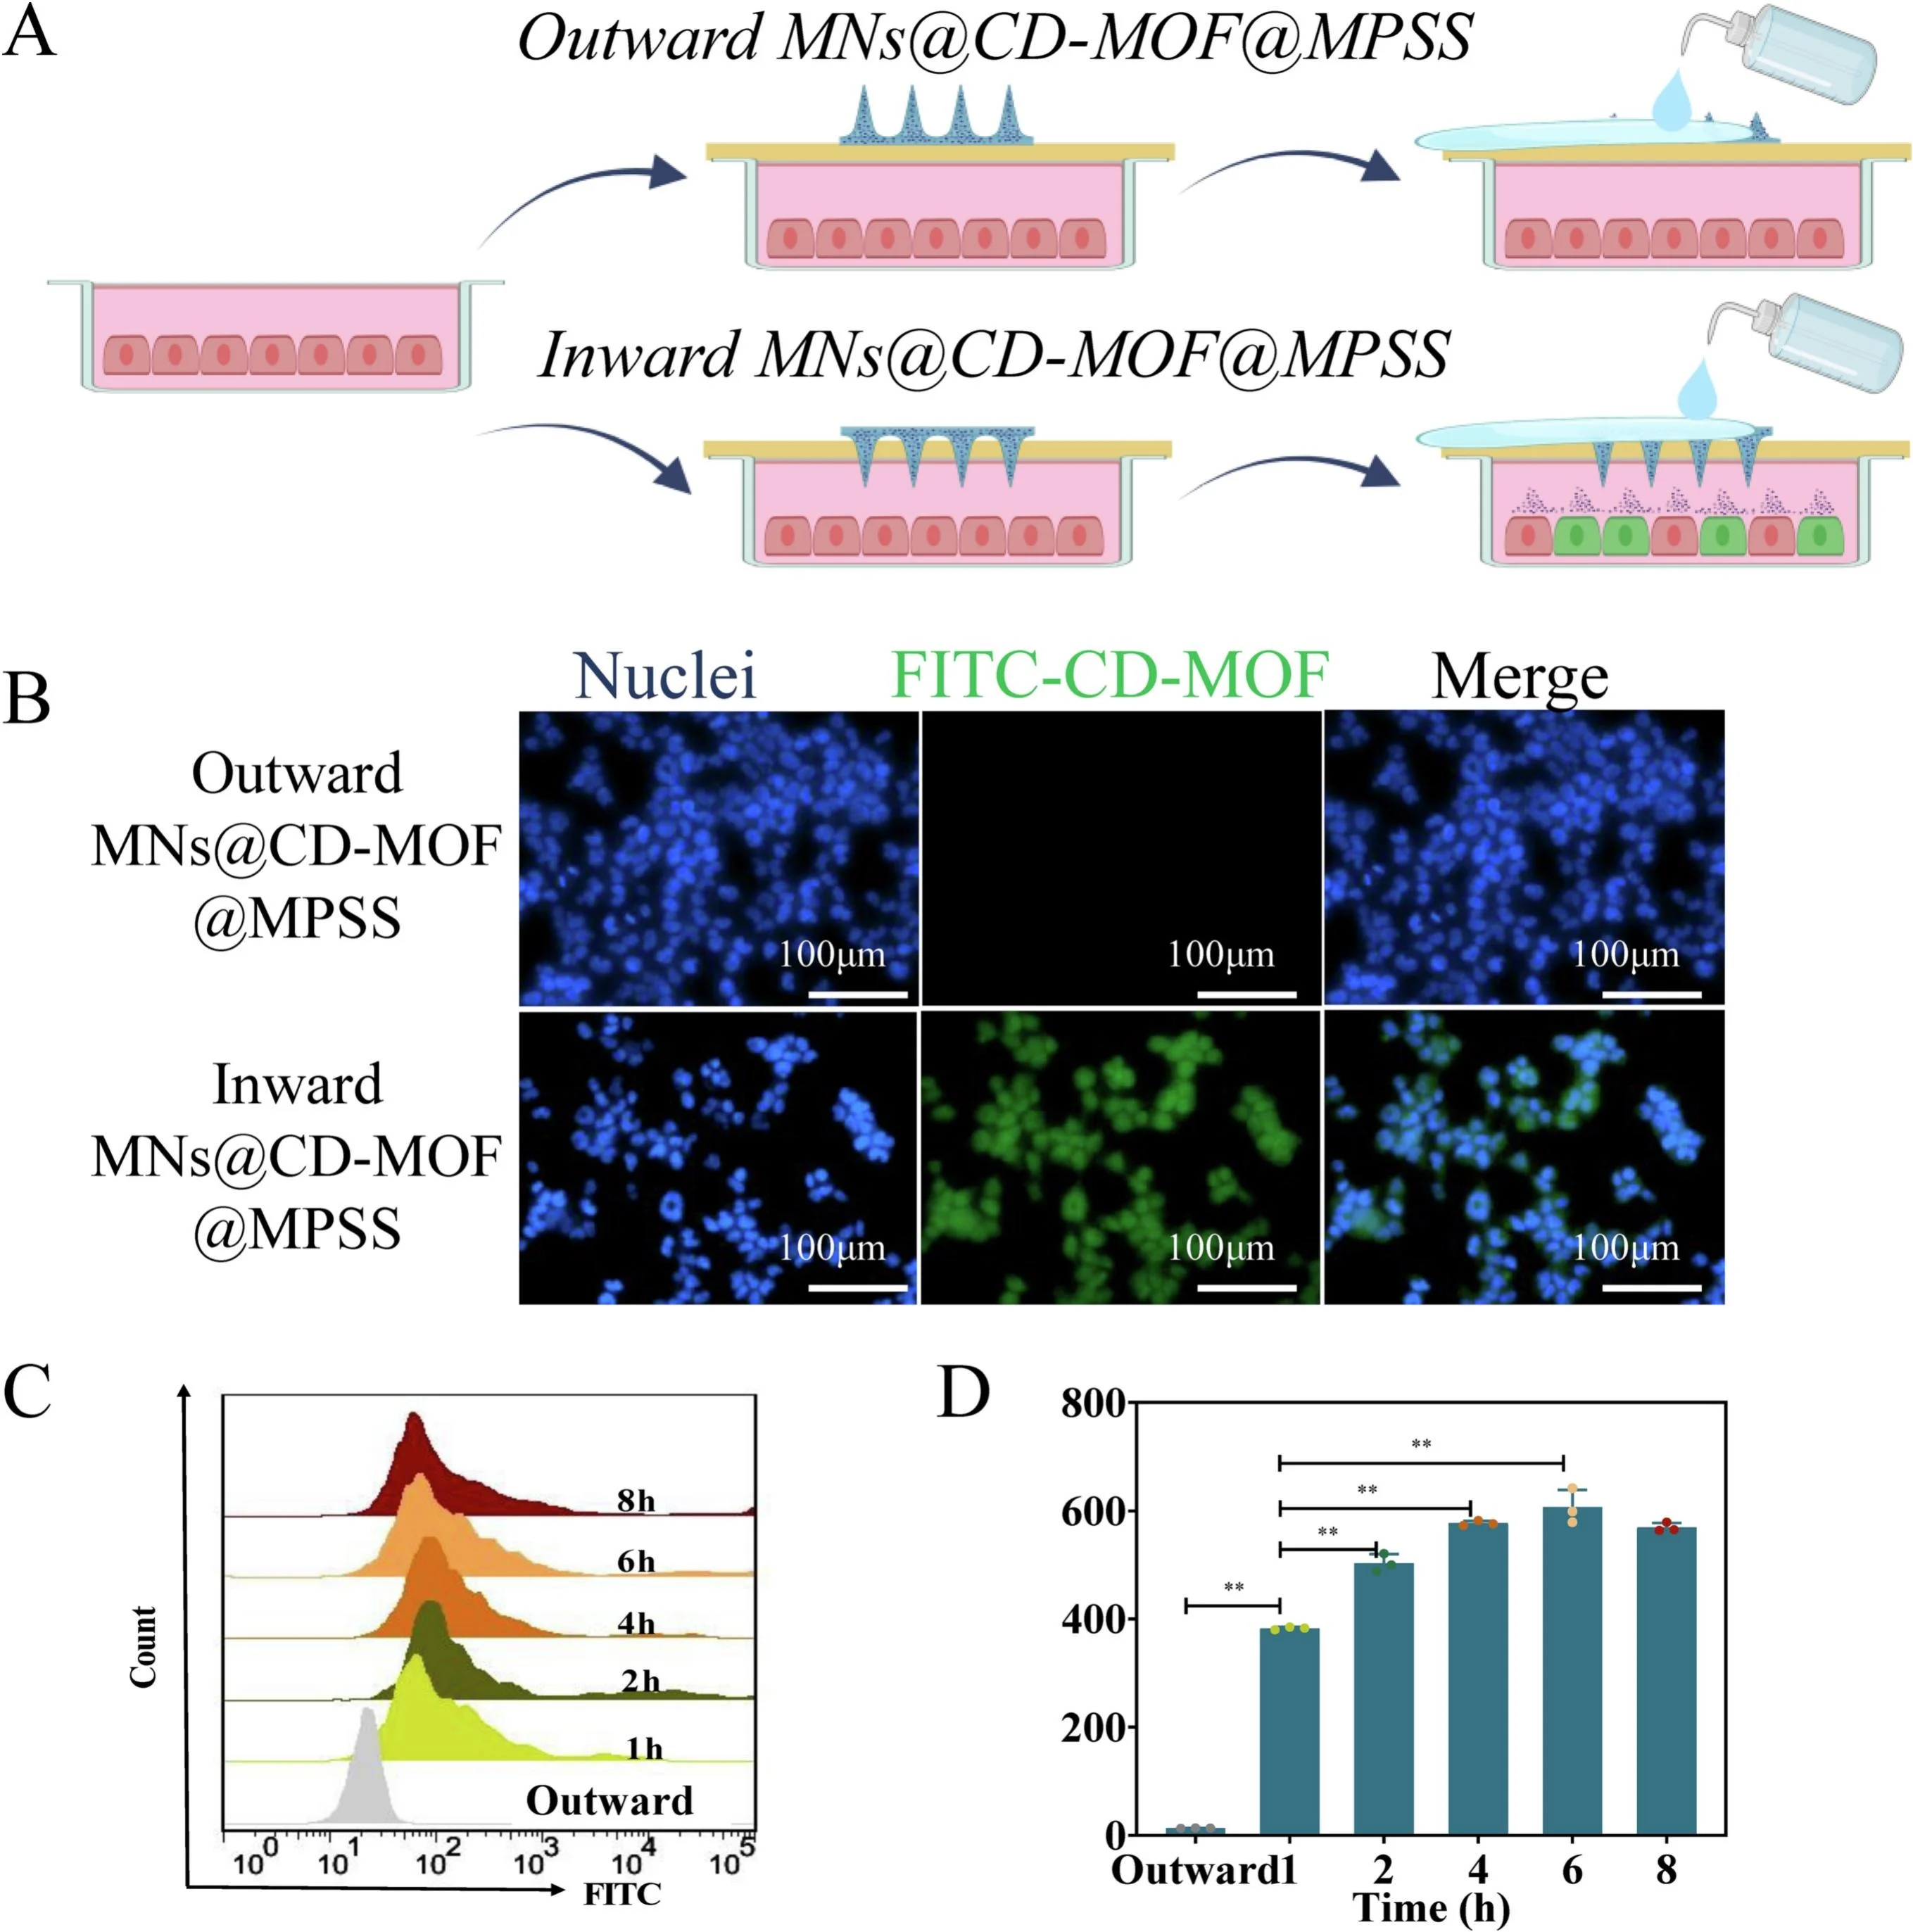 A
Outward MNs@CD-MOF@MPSS
Inward MNs@CD-MOF@MPSS
B
Nuclei
FITC-CD-MOF
Merge
Outward
MNs@CD-MOF
@MPSS
100μm
100μm
100μm
Inward
MNs@CD-MOF
@MPSS
100μm
100μm
100μm
C
Count
8h
6h
4h
2h
1h
Outward
10^0 10^1 10^2 10^3 10^4 10^5
FITC
D
800
600
400
200
0
**
**
**
**
Outward 1 2 4 6 8
Time (h)